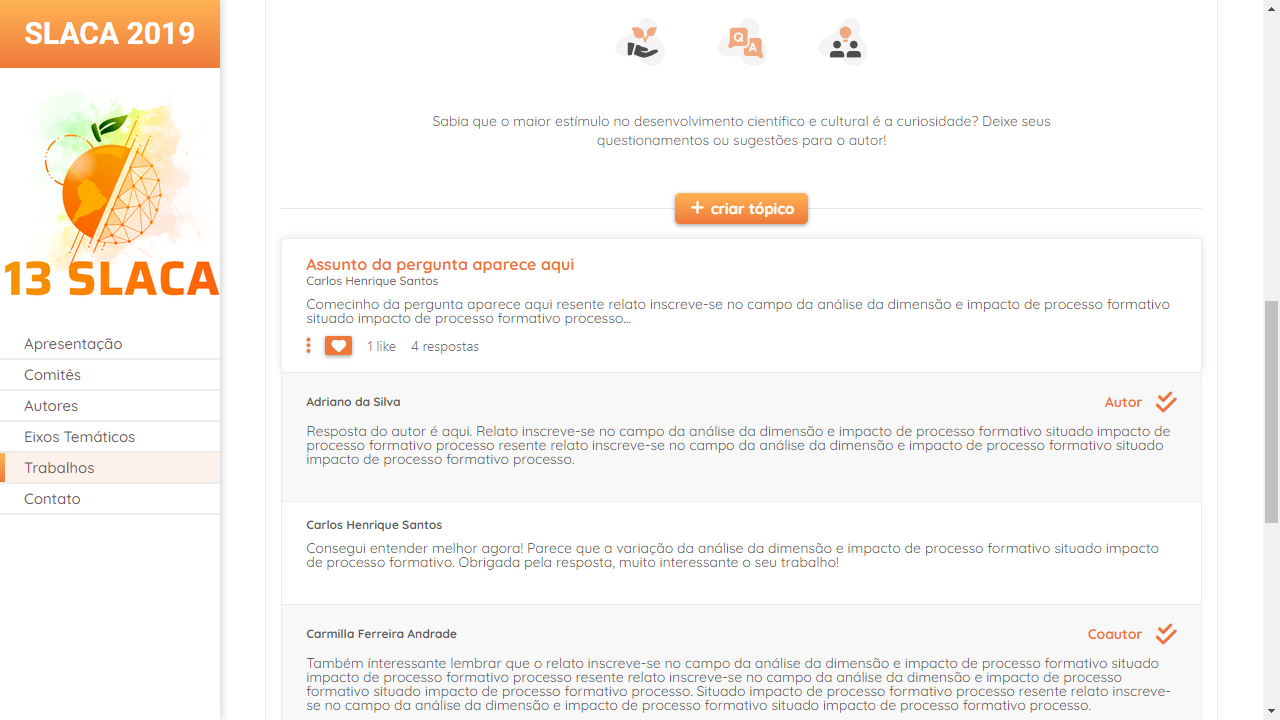 SLACA 2019
13 SLACA
Apresentação
Comitês
Autores
Eixos Temáticos
Trabalhos
Contato
Q
A
Sabia que o maior estímulo no desenvolvimento científico e cultural é a curiosidade? Deixe seus
questionamentos ou sugestões para o autor!
+ criar tópico
Assunto da pergunta aparece aqui
Carlos Henrique Santos
Comecinho da pergunta aparece aqui resente relato inscreve-se no campo da análise da dimensão e impacto de processo formativo
situado impacto de processo formativo processo...
1 like 4 respostas
Adriano da Silva Autor
Resposta do autor é aqui. Relato inscreve-se no campo da análise da dimensão e impacto de processo formativo situado impacto de
processo formativo processo resente relato inscreve-se no campo da análise da dimensão e impacto de processo formativo situado
impacto de processo formativo processo.
Carlos Henrique Santos
Consegui entender melhor agora! Parece que a variação da análise da dimensão e impacto de processo formativo situado impacto
de processo formativo. Obrigada pela resposta, muito interessante o seu trabalho!
Carmilla Ferreira Andrade Coautor
Também interessante lembrar que o relato inscreve-se no campo da análise da dimensão e impacto de processo formativo situado
impacto de processo formativo processo resente relato inscreve-se no campo da análise da dimensão e impacto de processo
formativo situado impacto de processo formativo processo. Situado impacto de processo formativo processo resente relato inscreve-
se no campo da análise da dimensão e impacto de processo formativo situado impacto de processo formativo processo.